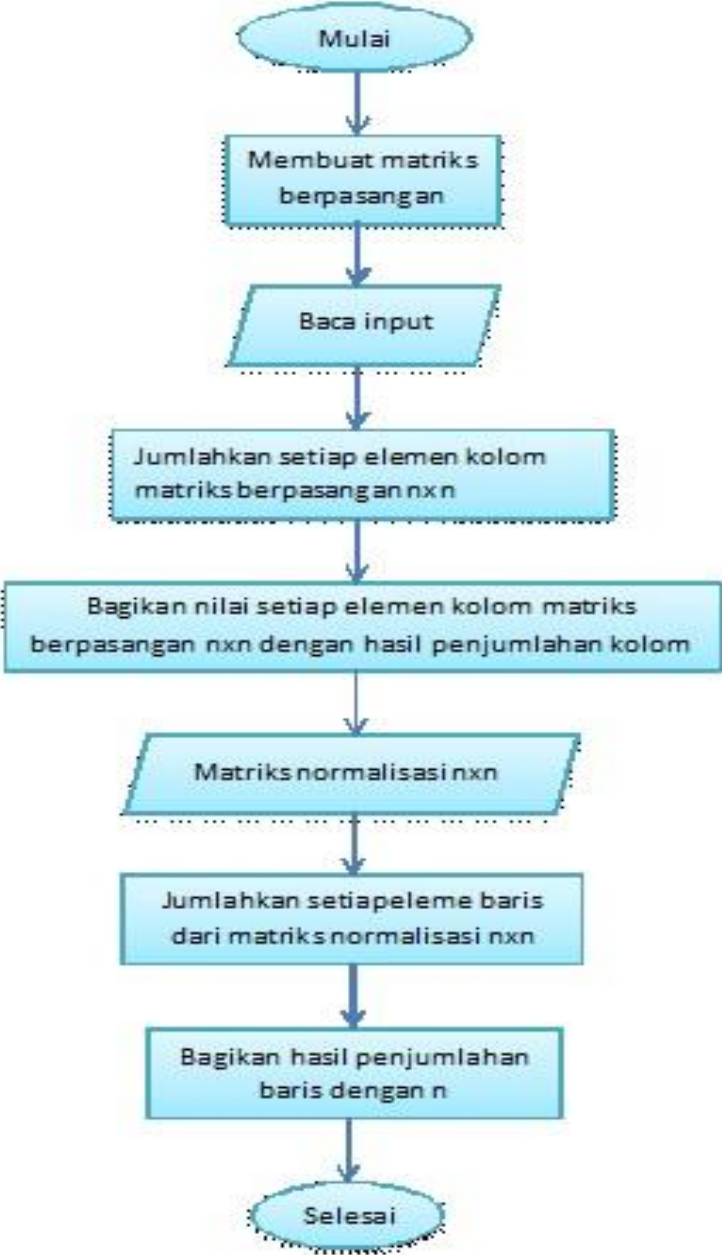 Mulai
Membuat matriks
berpasangan
Baca input
Jumlahkan setiap elemen kolom
matriks berpasangan nxn
Bagikan nilai setiap elemen kolom matriks
berpasangan nxn dengan hasil penjumlahan kolom
Matriks normalisasi nxn
Jumlahkan setiap eleme baris
dari matriks normalisasi nxn
Bagikan hasil penjumlahan
baris dengan n
Selesai